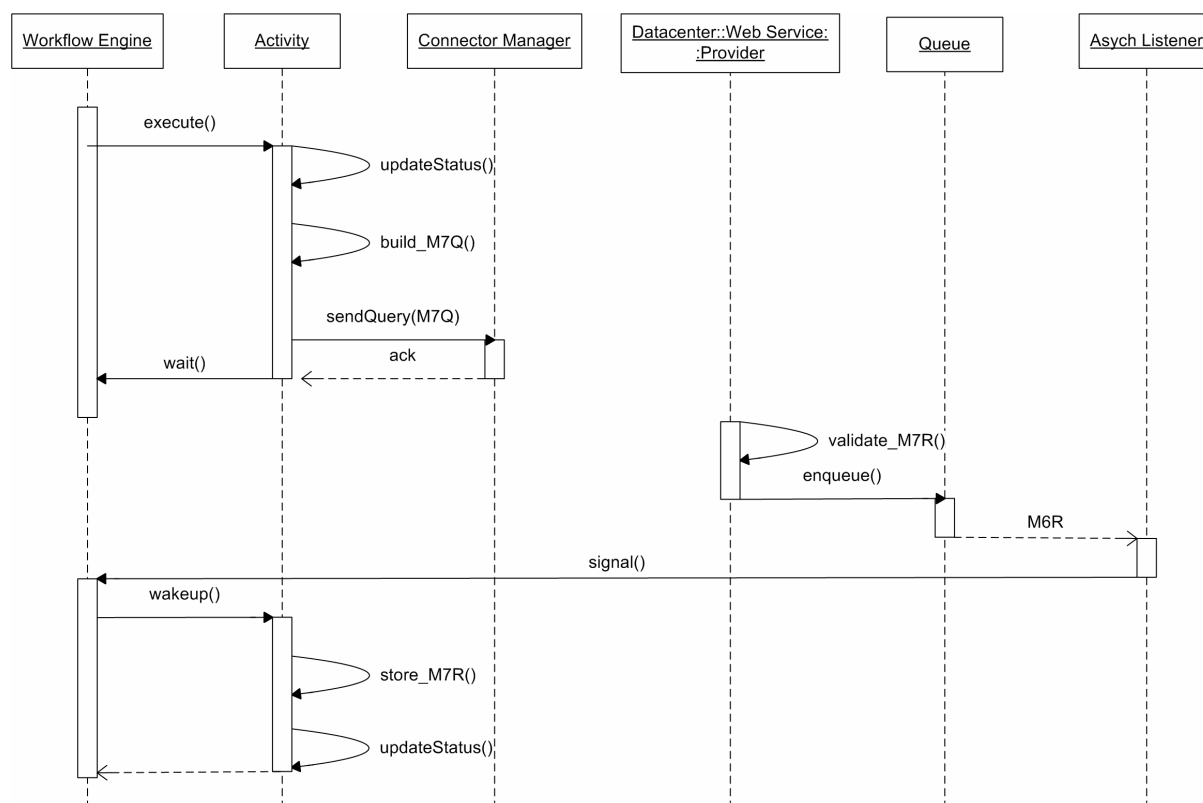 Workflow Engine
Activity
Connector Manager
Datacenter::Web Service:
:Provider
Queue
Asych Listener
execute()
updateStatus()
build_M7Q()
sendQuery(M7Q)
ack
wait()
validate_M7R()
enqueue()
M6R
signal()
wakeup()
store_M7R()
updateStatus()